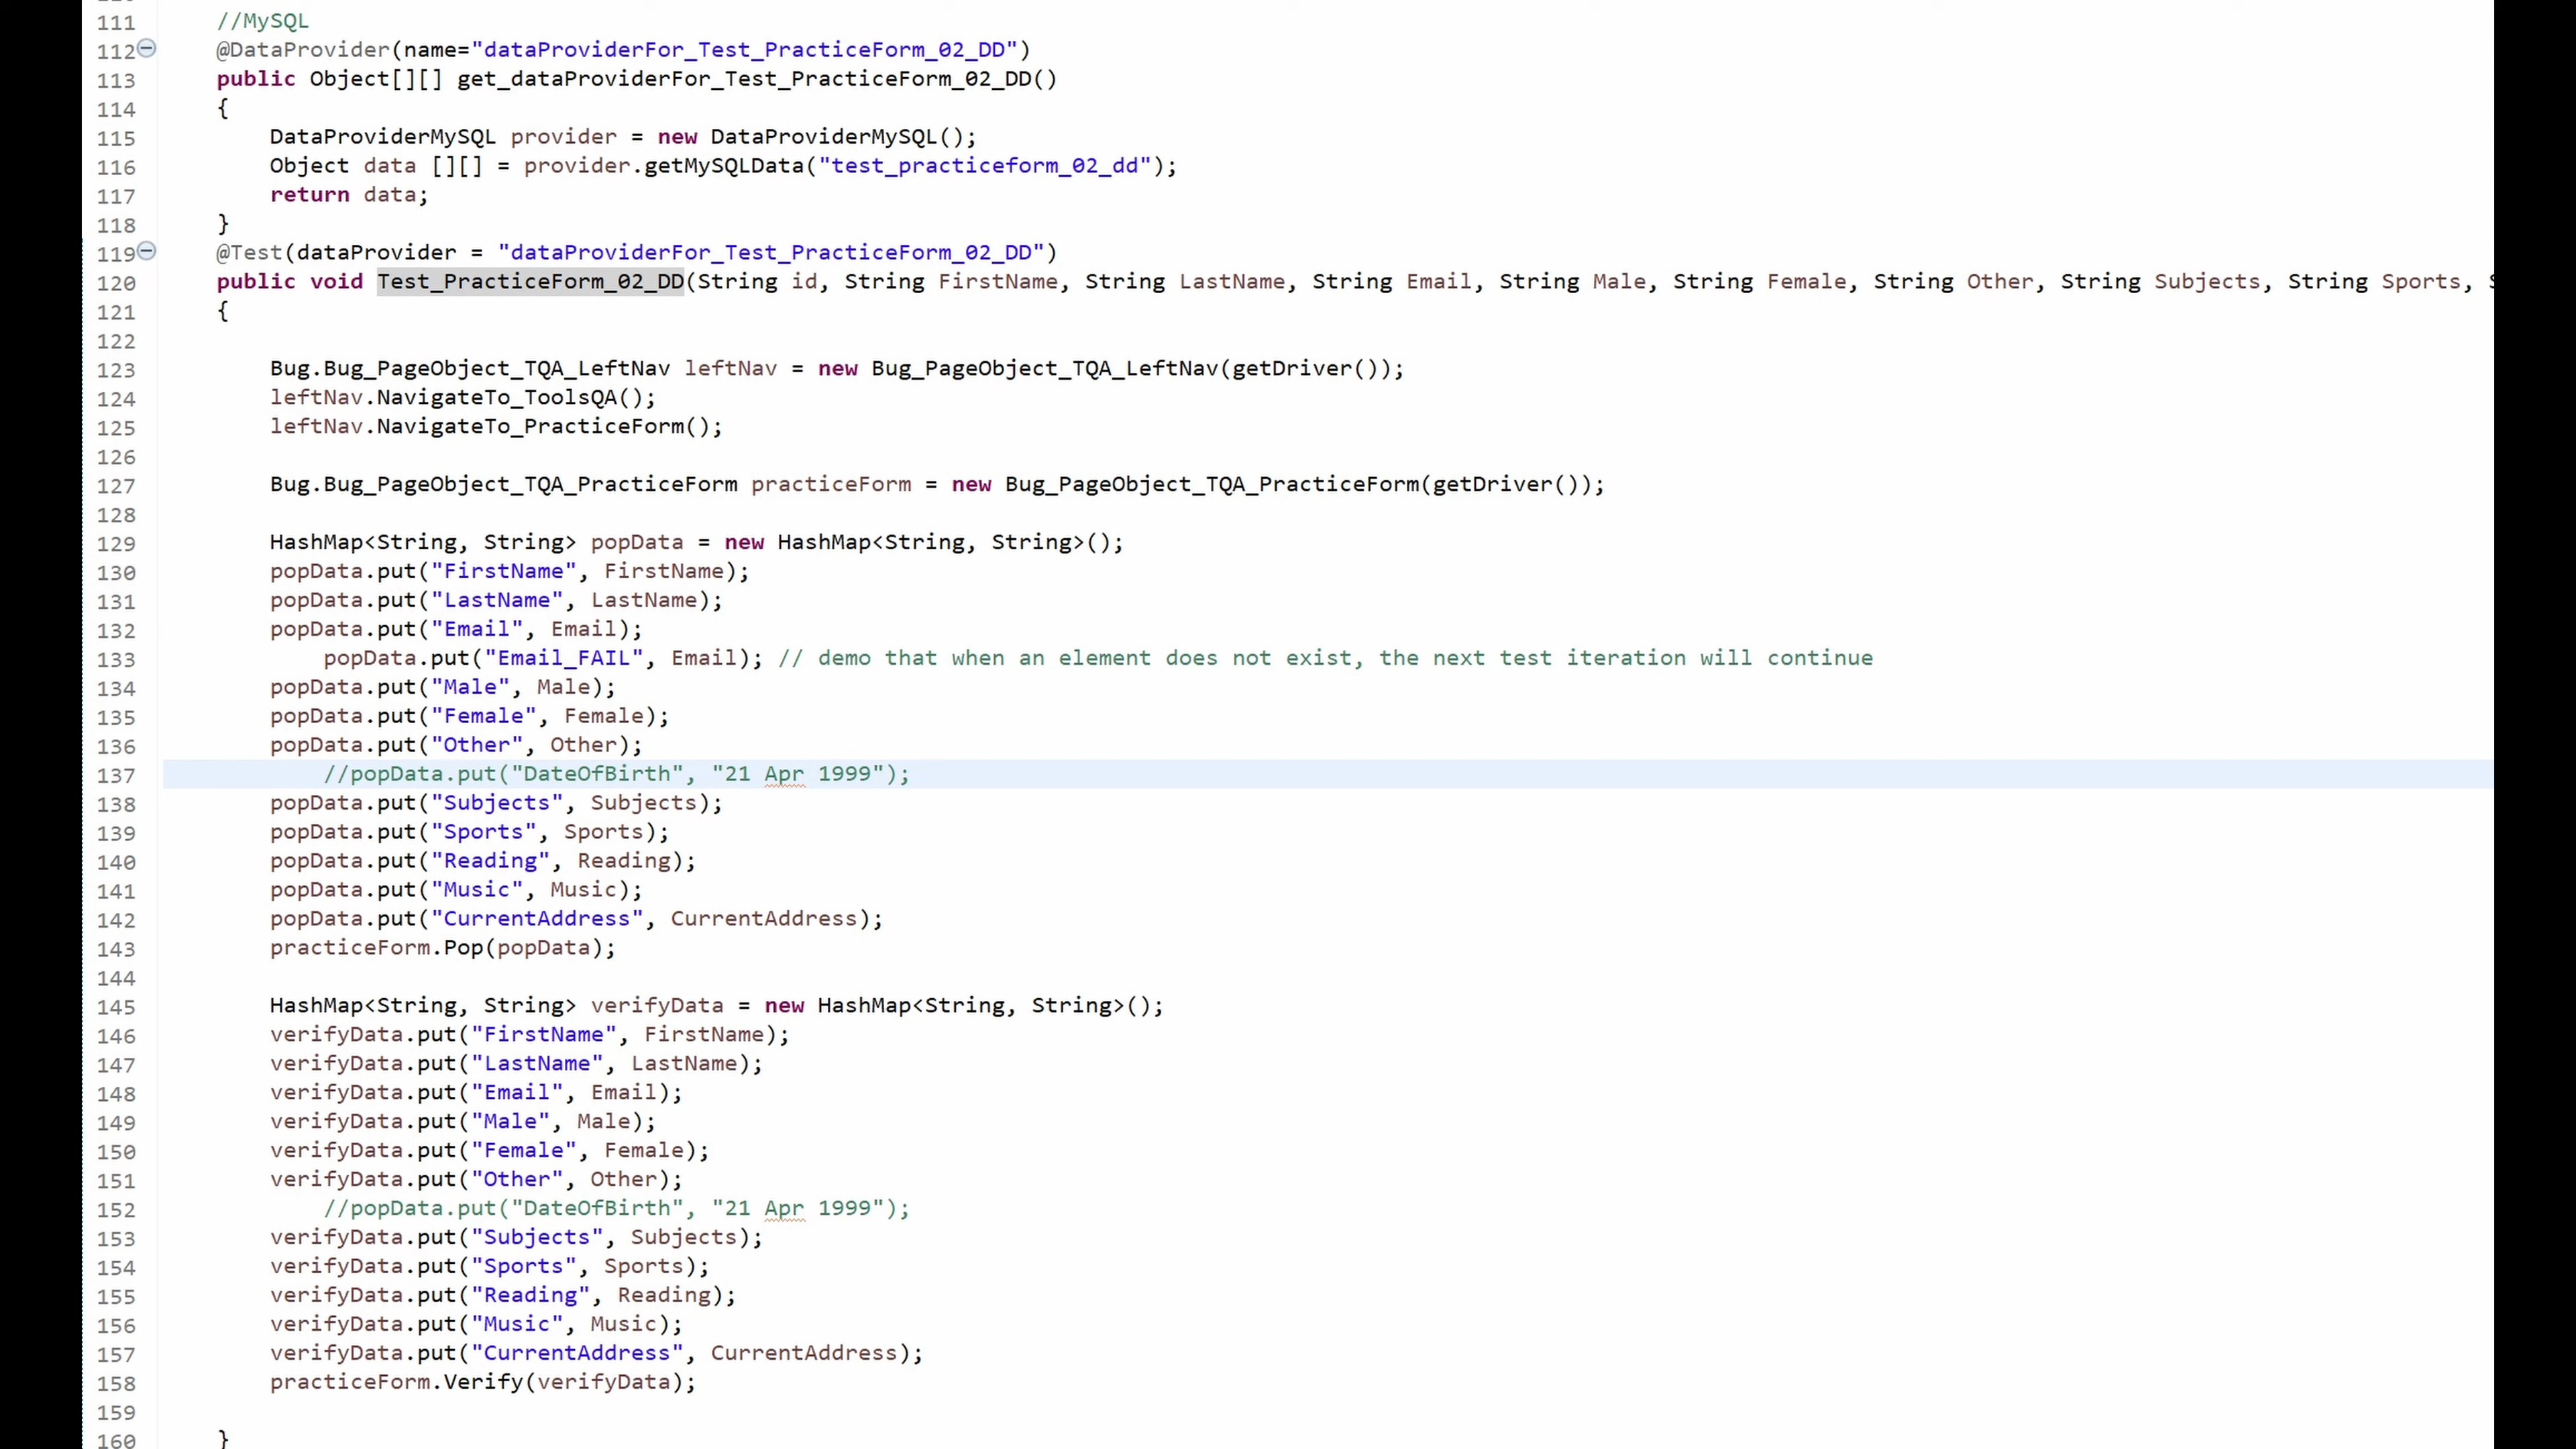 111 //MySQL
112 @DataProvider(name="dataProviderFor_Test_PracticeForm_02_DD")
113 public Object[][] get_dataProviderFor_Test_PracticeForm_02_DD()
114 {
115 DataProviderMySQL provider = new DataProviderMySQL();
116 Object data [][] = provider.getMySQLData("test_practiceform_02_dd");
117 return data;
118 }
119 @Test(dataProvider = "dataProviderFor_Test_PracticeForm_02_DD")
120 public void Test_PracticeForm_02_DD(String id, String FirstName, String LastName, String Email, String Male, String Female, String Other, String Subjects, String Sports,
121 {
122
123 Bug.Bug_PageObject_TQA_LeftNav leftNav = new Bug_PageObject_TQA_LeftNav(getDriver());
124 leftNav.NavigateTo_ToolsQA();
125 leftNav.NavigateTo_PracticeForm();
126
127 Bug.Bug_PageObject_TQA_PracticeForm practiceForm = new Bug_PageObject_TQA_PracticeForm(getDriver());
128
129 HashMap<String, String> popData = new HashMap<String, String>();
130 popData.put("FirstName", FirstName);
131 popData.put("LastName", LastName);
132 popData.put("Email", Email);
133 popData.put("Email_FAIL", Email); // demo that when an element does not exist, the next test iteration will continue
134 popData.put("Male", Male);
135 popData.put("Female", Female);
136 popData.put("Other", Other);
137 //popData.put("DateOfBirth", "21 Apr 1999");
138 popData.put("Subjects", Subjects);
139 popData.put("Sports", Sports);
140 popData.put("Reading", Reading);
141 popData.put("Music", Music);
142 popData.put("CurrentAddress", CurrentAddress);
143 practiceForm.Pop(popData);
144
145 HashMap<String, String> verifyData = new HashMap<String, String>();
146 verifyData.put("FirstName", FirstName);
147 verifyData.put("LastName", LastName);
148 verifyData.put("Email", Email);
149 verifyData.put("Male", Male);
150 verifyData.put("Female", Female);
151 verifyData.put("Other", Other);
152 //popData.put("DateOfBirth", "21 Apr 1999");
153 verifyData.put("Subjects", Subjects);
154 verifyData.put("Sports", Sports);
155 verifyData.put("Reading", Reading);
156 verifyData.put("Music", Music);
157 verifyData.put("CurrentAddress", CurrentAddress);
158 practiceForm.Verify(verifyData);
159
160 }